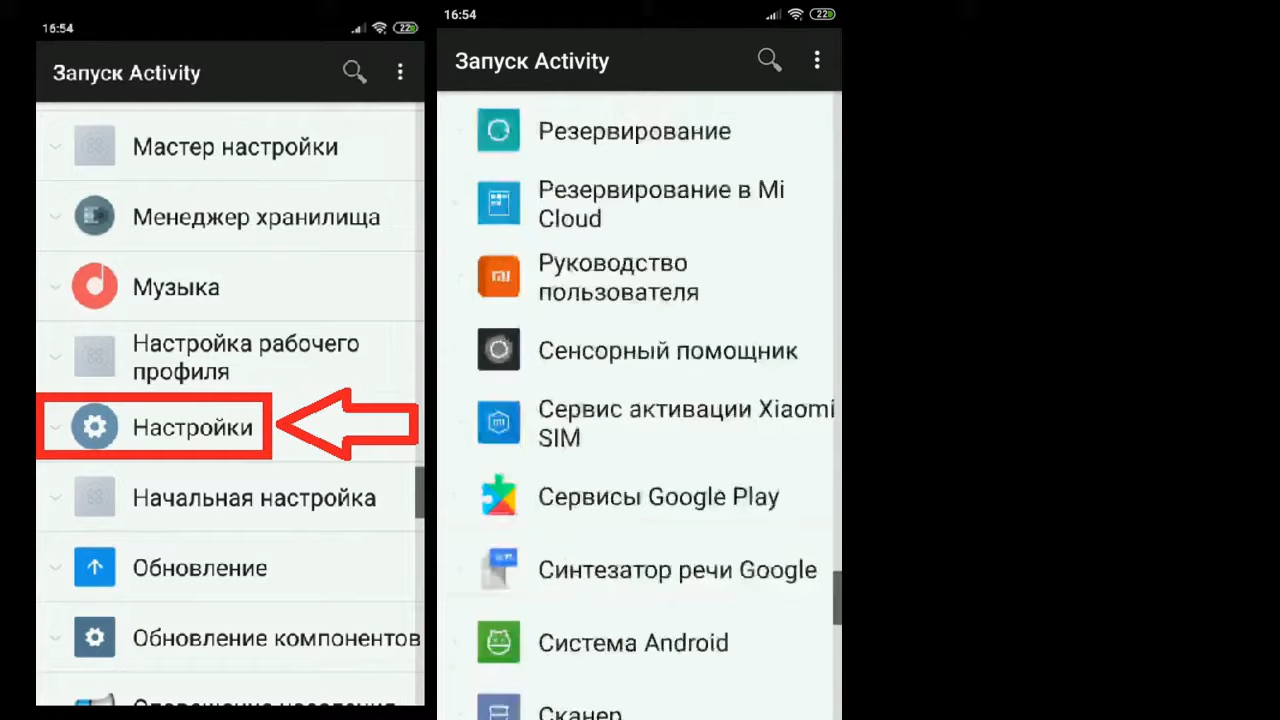 16:54
22
Запуск Activity
Мастер настройки
Менеджер хранилища
Музыка
Настройка рабочего
профиля
Настройки
Начальная настройка
Обновление
Обновление компонентов
16:54
22
Запуск Activity
Резервирование
Резервирование в Mi
Cloud
Руководство
пользователя
Сенсорный помощник
Сервис активации Xiaomi
SIM
Сервисы Google Play
Синтезатор речи Google
Система Android
Сканер